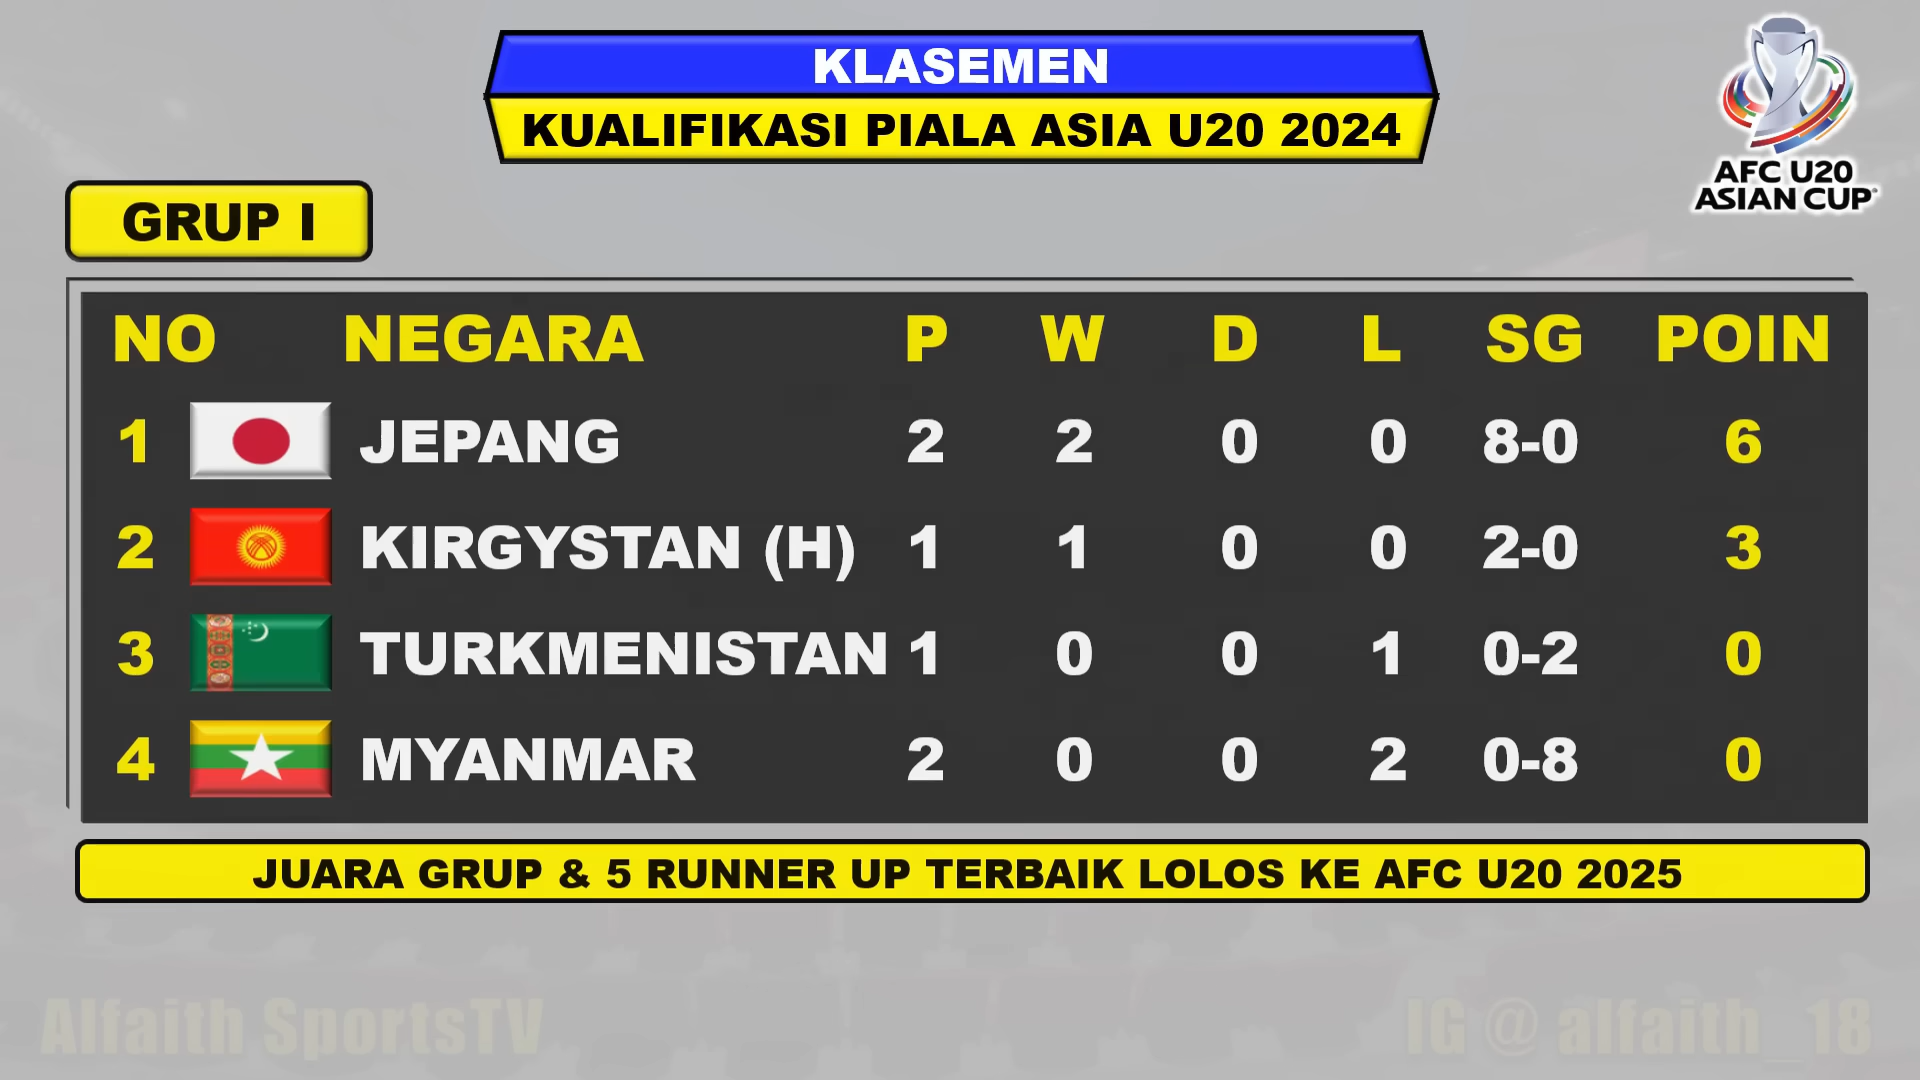 KLASEMEN
KUALIFIKASI PIALA ASIA U20 2024
AFC U20
ASIAN CUP
GRUP I
NO NEGARA P W D L SG POIN
1 JEPANG 2 2 0 0 8-0 6
2 KIRGYSTAN (H) 1 1 0 0 2-0 3
3 TURKMENISTAN 1 0 0 1 0-2 0
4 MYANMAR 2 0 0 2 0-8 0
JUARA GRUP & 5 RUNNER UP TERBAIK LOLOS KE AFC U20 2025
Alfaith SportsTV IG @ alfaith_18